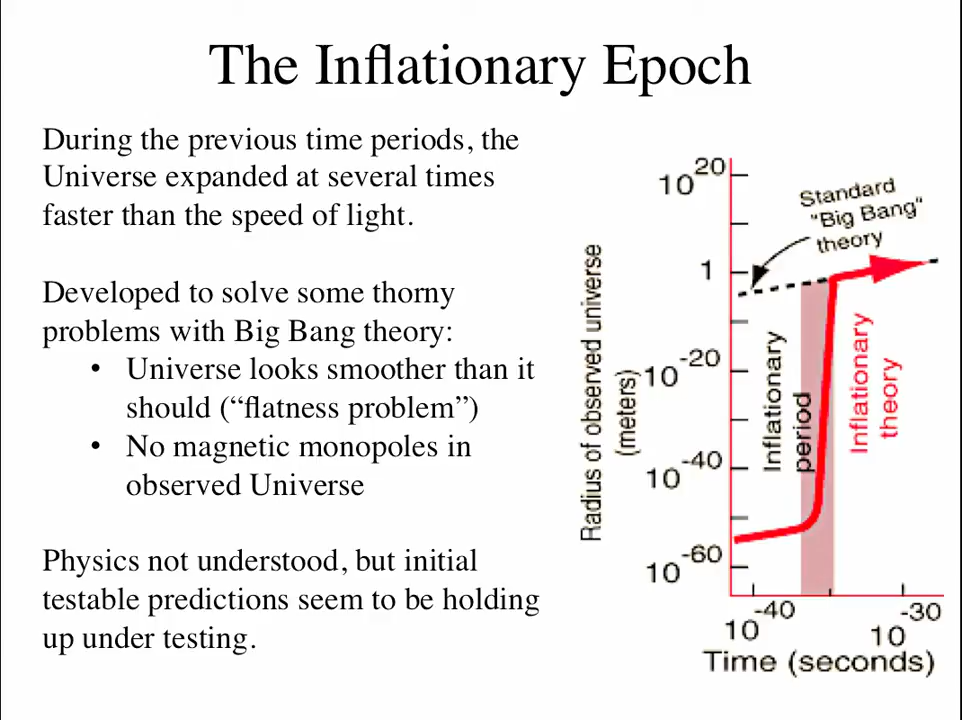 The Inflationary Epoch
During the previous time periods, the
Universe expanded at several times
faster than the speed of light.
Developed to solve some thorny
problems with Big Bang theory:
• Universe looks smoother than it
should (“flatness problem”)
• No magnetic monopoles in
observed Universe
Physics not understood, but initial
testable predictions seem to be holding
up under testing.
Radius of observed universe
(meters)
10^20
1
10^-20
10^-40
10^-60
Standard
"Big Bang"
theory
Inflationary
period
Inflationary
theory
10^-40
10^-30
Time (seconds)